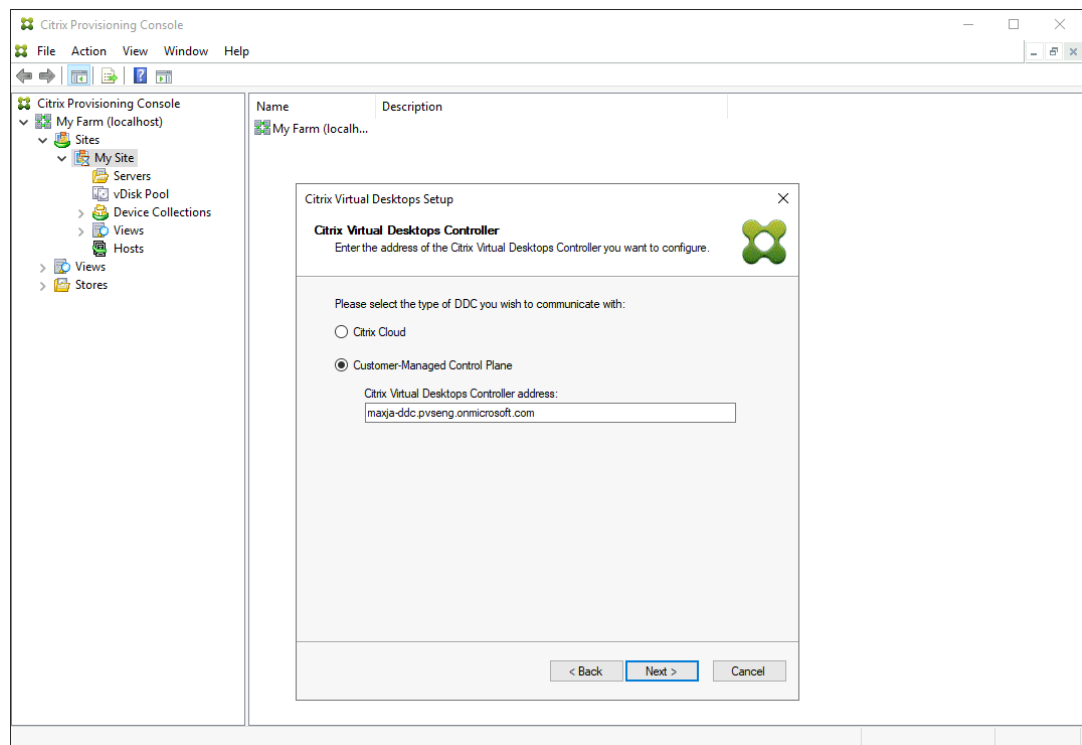 Citrix Provisioning Console
File Action View Window Help
Citrix Provisioning Console
My Farm (localhost)
Sites
My Site
Servers
vDisk Pool
Device Collections
Views
Hosts
Views
Stores
Name Description
My Farm (localh...
Citrix Virtual Desktops Setup
Citrix Virtual Desktops Controller
Enter the address of the Citrix Virtual Desktops Controller you want to configure.
Please select the type of DDC you wish to communicate with:
Citrix Cloud
Customer-Managed Control Plane
Citrix Virtual Desktops Controller address:
maxja-ddc.pvseng.onmicrosoft.com
< Back Next > Cancel